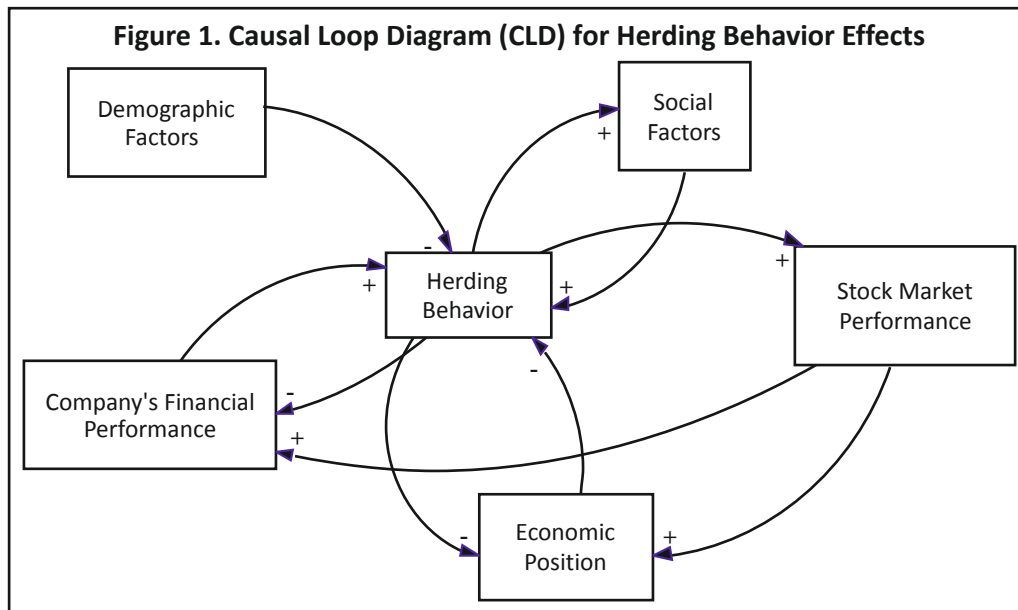 Figure 1. Causal Loop Diagram (CLD) for Herding Behavior Effects
Demographic
Factors
Social
Factors
+
-
Herding
Behavior
+
+
+
Stock Market
Performance
-
-
Company's Financial
Performance
+
-
Economic
Position
+